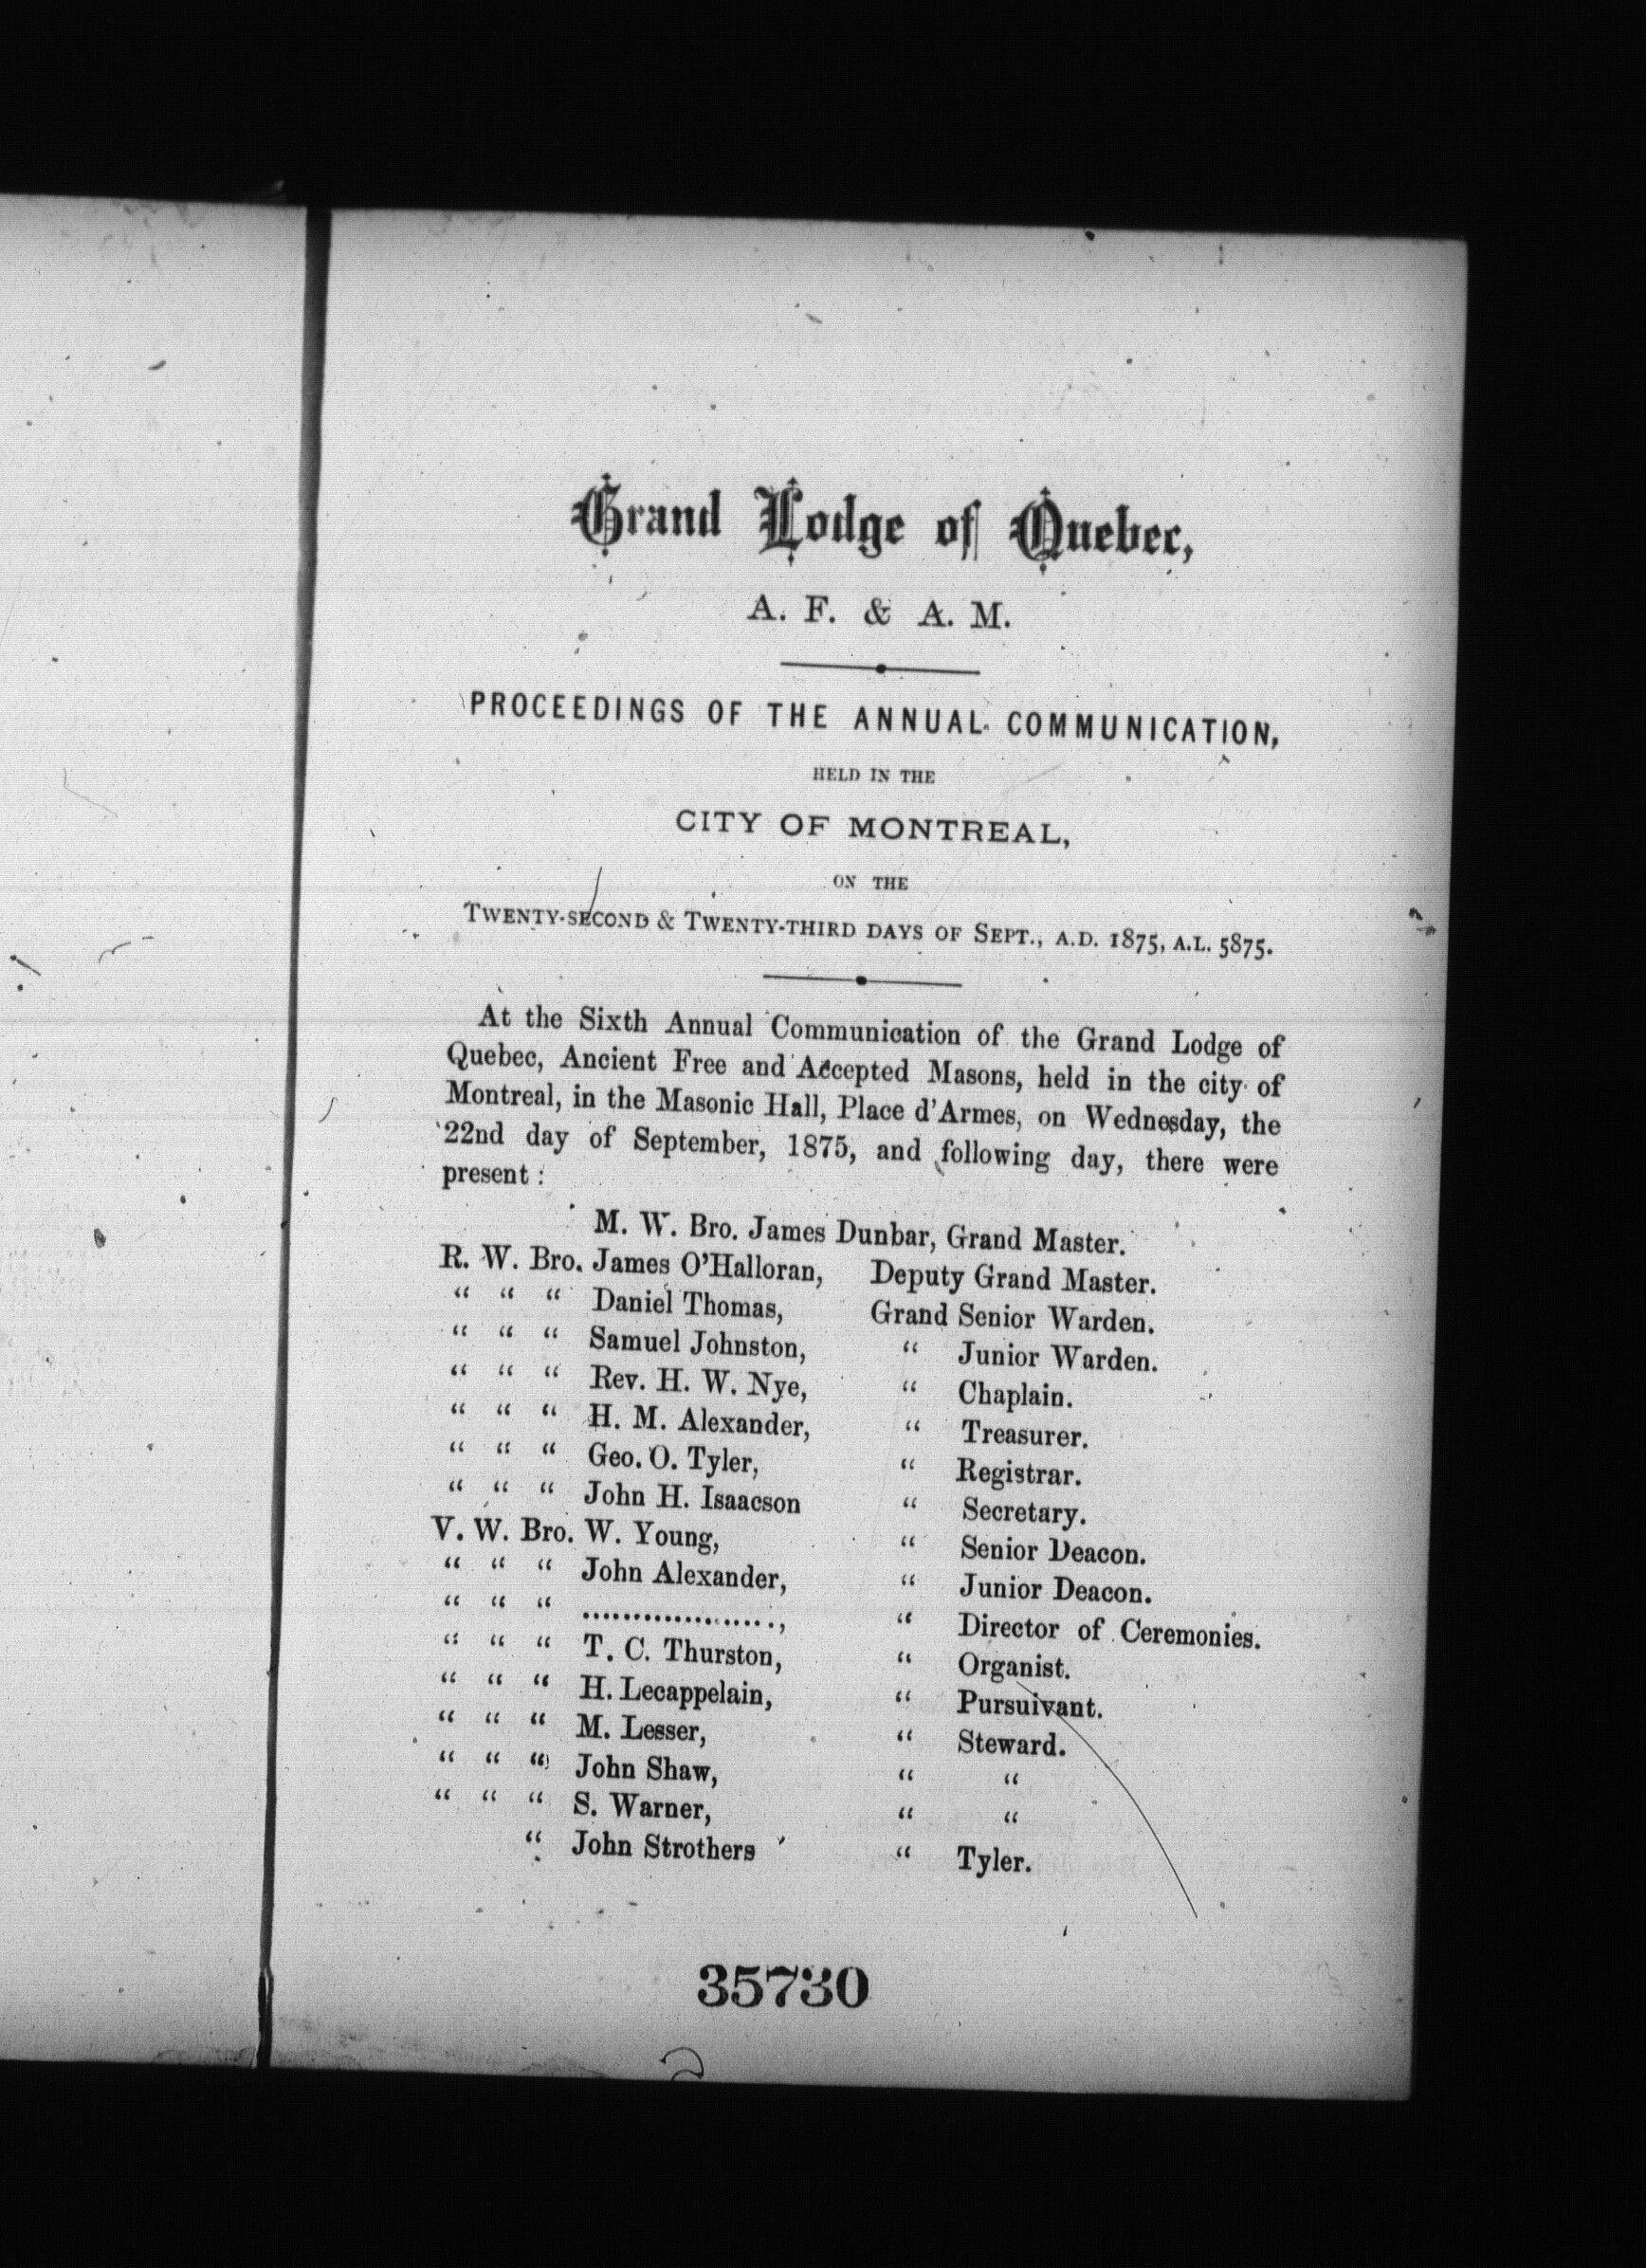 Grand Lodge of Quebec,
A. F. & A. M.
PROCEEDINGS OF THE ANNUAL COMMUNICATION,
HELD IN THE
CITY OF MONTREAL,
ON THE
TWENTY-SECOND & TWENTY-THIRD DAYS OF SEPT., A.D. 1875, A.L. 5875.
At the Sixth Annual Communication of the Grand Lodge of
Quebec, Ancient Free and Accepted Masons, held in the city of
Montreal, in the Masonic Hall, Place d'Armes, on Wednesday, the
22nd day of September, 1875, and following day, there were
present :
M. W. Bro. James Dunbar, Grand Master.
R. W. Bro. James O'Halloran, Deputy Grand Master.
“ “ “ Daniel Thomas, Grand Senior Warden.
“ “ “ Samuel Johnston, “ Junior Warden.
“ “ “ Rev. H. W. Nye, “ Chaplain.
“ “ “ H. M. Alexander, “ Treasurer.
“ “ “ Geo. O. Tyler, “ Registrar.
“ “ “ John H. Isaacson “ Secretary.
V. W. Bro. W. Young, “ Senior Deacon.
“ “ “ John Alexander, “ Junior Deacon.
“ “ “ ..................., “ Director of Ceremonies.
“ “ “ T. C. Thurston, “ Organist.
“ “ “ H. Lecappelain, “ Pursuivant.
“ “ “ M. Lesser, “ Steward.
“ “ “ John Shaw, “ “
“ “ “ S. Warner, “ “
“ John Strothers “ Tyler.
35730